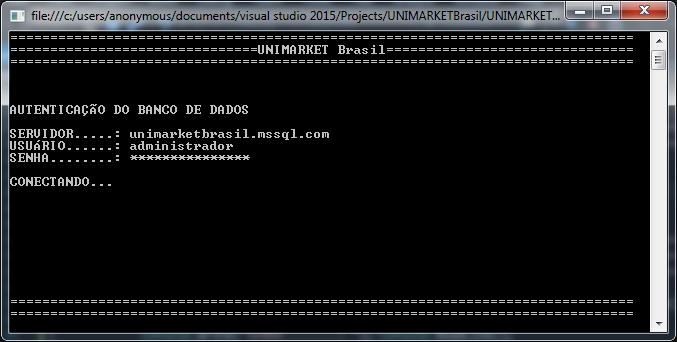 file:///c:/users/anonymous/documents/visual studio 2015/Projects/UNIMARKETBrasil/UNIMARKET...
==============================================================================
===============================UNIMARKET Brasil===============================
==============================================================================
AUTENTICAÇãO DO BANCO DE DADOS
SERVIDOR.....: unimarketbrasil.mssql.com
USUáRIO......: administrador
SENHA........: ***************
CONECTANDO...
==============================================================================
==============================================================================